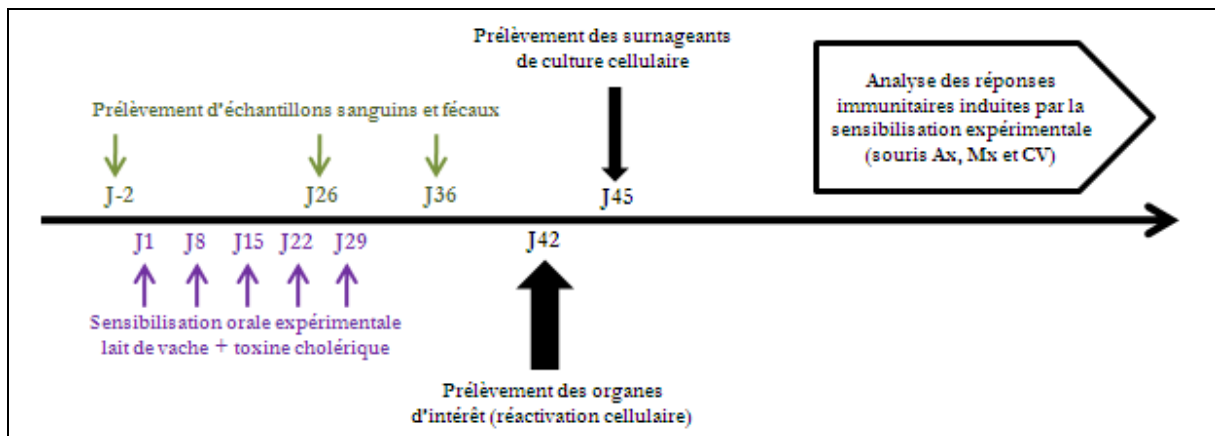 Prélèvement des surnageants
de culture cellulaire
Analyse des réponses
immunitaires induites par la
sensibilisation expérimentale
(souris Ax, Mx et CV)
Prélèvement d'échantillons sanguins et fécaux
J-2
J26
J36
J45
J1
J8
J15
J22
J29
J42
Sensibilisation orale expérimentale
lait de vache + toxine cholérique
Prélèvement des organes
d'intérêt (réactivation cellulaire)